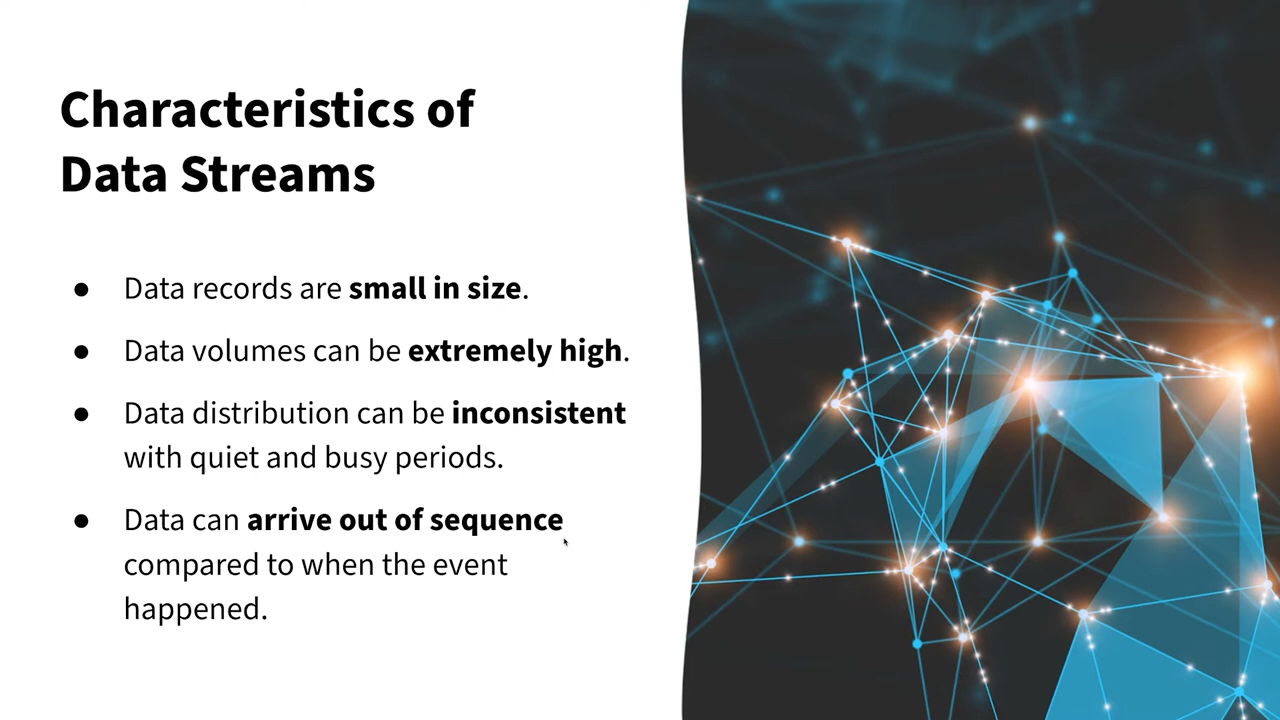 Characteristics of
Data Streams
● Data records are small in size.
● Data volumes can be extremely high.
● Data distribution can be inconsistent
with quiet and busy periods.
● Data can arrive out of sequence
compared to when the event
happened.